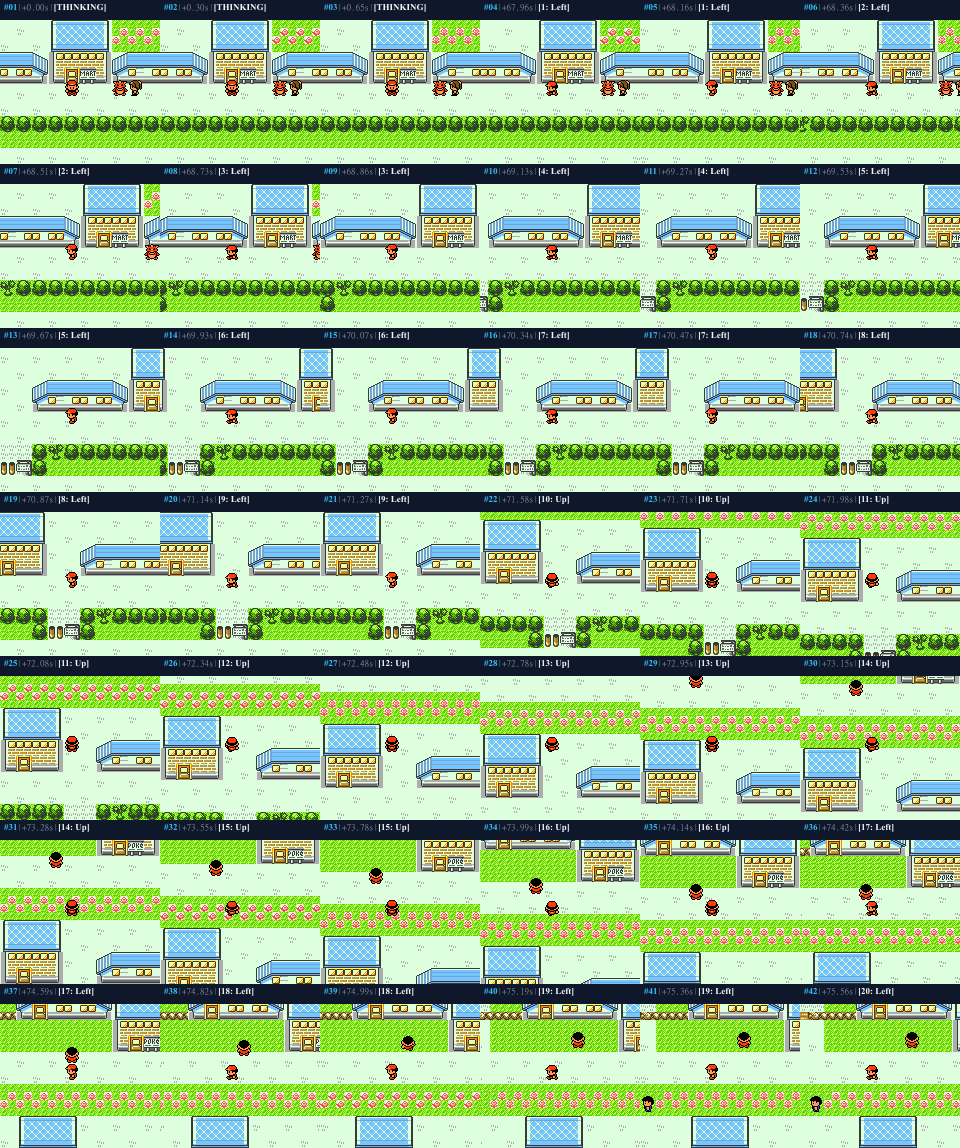 #01|+0.00s|[THINKING] #02|+0.30s|[THINKING] #03|+0.65s|[THINKING] #04|+67.96s|[1: Left] #05|+68.16s|[1: Left] #06|+68.36s|[2: Left]
MART MART MART MART MART MART
#07|+68.51s|[2: Left] #08|+68.73s|[3: Left] #09|+68.86s|[3: Left] #10|+69.13s|[4: Left] #11|+69.27s|[4: Left] #12|+69.53s|[5: Left]
MART MART MART MART
#13|+69.67s|[5: Left] #14|+69.93s|[6: Left] #15|+70.07s|[6: Left] #16|+70.34s|[7: Left] #17|+70.47s|[7: Left] #18|+70.74s|[8: Left]
#19|+70.87s|[8: Left] #20|+71.14s|[9: Left] #21|+71.27s|[9: Left] #22|+71.58s|[10: Up] #23|+71.71s|[10: Up] #24|+71.98s|[11: Up]
#25|+72.08s|[11: Up] #26|+72.34s|[12: Up] #27|+72.48s|[12: Up] #28|+72.78s|[13: Up] #29|+72.95s|[13: Up] #30|+73.15s|[14: Up]
#31|+73.28s|[14: Up] #32|+73.55s|[15: Up] #33|+73.78s|[15: Up] #34|+73.99s|[16: Up] #35|+74.14s|[16: Up] #36|+74.42s|[17: Left]
POKé POKé POKé POKé POKé POKé
#37|+74.59s|[17: Left] #38|+74.82s|[18: Left] #39|+74.99s|[18: Left] #40|+75.19s|[19: Left] #41|+75.36s|[19: Left] #42|+75.56s|[20: Left]
POKé